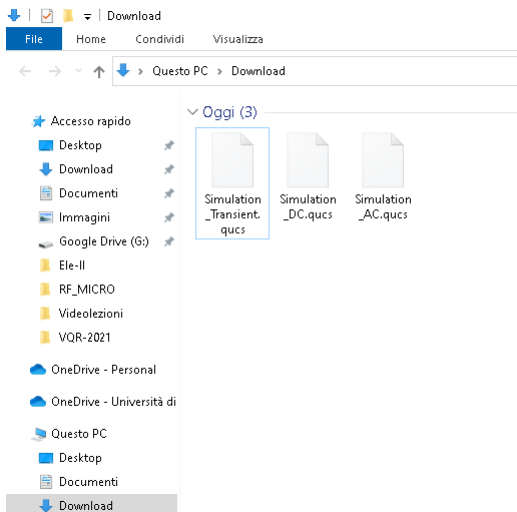 Download
File Home Condividi Visualizza
Questo PC > Download
Oggi (3)
Simulation
_Transient.
qucs
Simulation
_DC.qucs
Simulation
_AC.qucs
Accesso rapido
Desktop
Download
Documenti
Immagini
Google Drive (G:)
Ele-II
RF_MICRO
Videolezioni
VQR-2021
OneDrive - Personal
OneDrive - Università di
Questo PC
Desktop
Documenti
Download